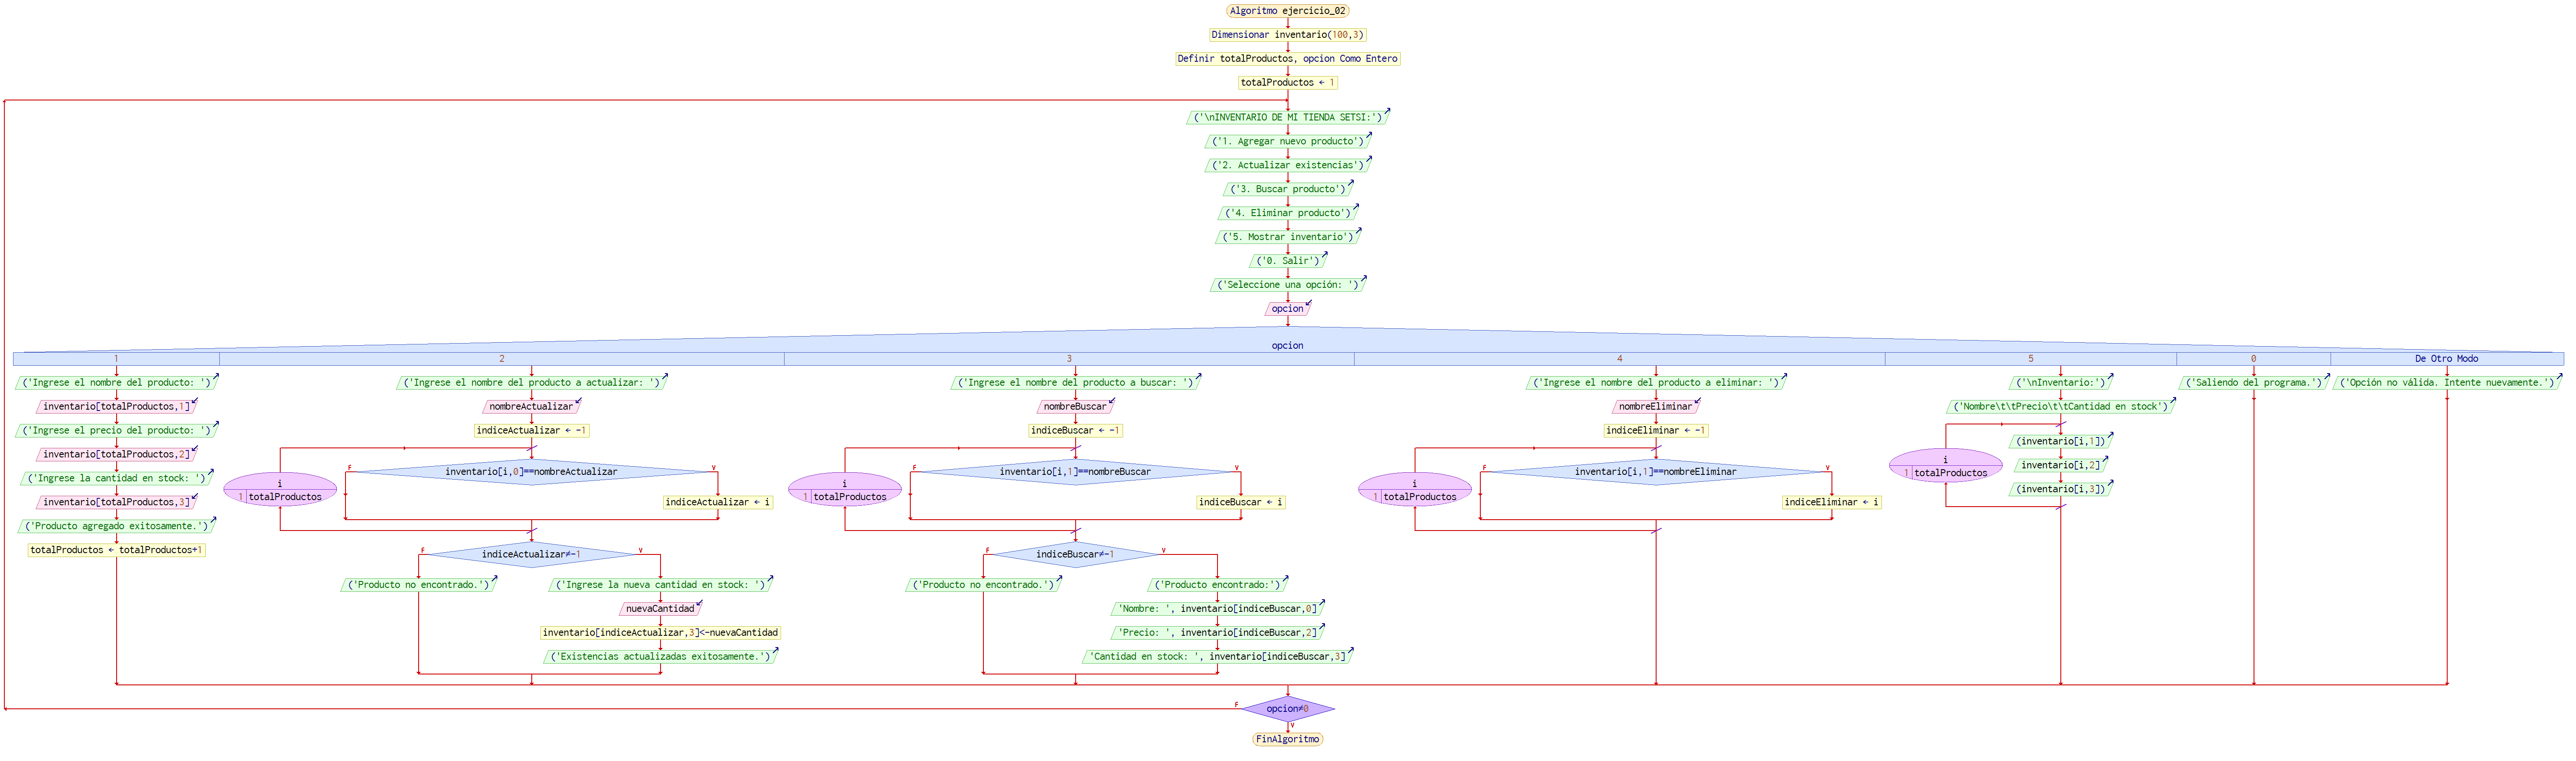 Algoritmo ejercicio_02
Dimensionar inventario(100,3)
Definir totalProductos, opcion Como Entero
totalProductos ← 1
('\nINVENTARIO DE MI TIENDA SETSI:')
('1. Agregar nuevo producto')
('2. Actualizar existencias')
('3. Buscar producto')
('4. Eliminar producto')
('5. Mostrar inventario')
('0. Salir')
('Seleccione una opción: ')
opcion
opcion
1
('Ingrese el nombre del producto: ')
inventario[totalProductos,1]
('Ingrese el precio del producto: ')
inventario[totalProductos,2]
('Ingrese la cantidad en stock: ')
inventario[totalProductos,3]
('Producto agregado exitosamente.')
totalProductos ← totalProductos+1
2
('Ingrese el nombre del producto a actualizar: ')
nombreActualizar
indiceActualizar ← -1
i
1 totalProductos
inventario[i,0]==nombreActualizar
F
V
indiceActualizar ← i
indiceActualizar≠-1
F
V
('Producto no encontrado.')
('Ingrese la nueva cantidad en stock: ')
nuevaCantidad
inventario[indiceActualizar,3]<-nuevaCantidad
('Existencias actualizadas exitosamente.')
3
('Ingrese el nombre del producto a buscar: ')
nombreBuscar
indiceBuscar ← -1
i
1 totalProductos
inventario[i,1]==nombreBuscar
F
V
indiceBuscar ← i
indiceBuscar≠-1
F
V
('Producto no encontrado.')
('Producto encontrado:')
'Nombre: ', inventario[indiceBuscar,0]
'Precio: ', inventario[indiceBuscar,2]
'Cantidad en stock: ', inventario[indiceBuscar,3]
4
('Ingrese el nombre del producto a eliminar: ')
nombreEliminar
indiceEliminar ← -1
i
1 totalProductos
inventario[i,1]==nombreEliminar
F
V
indiceEliminar ← i
5
('\nInventario:')
('Nombre\t\tPrecio\t\tCantidad en stock')
i
1 totalProductos
(inventario[i,1])
inventario[i,2]
(inventario[i,3])
0
('Saliendo del programa.')
De Otro Modo
('Opción no válida. Intente nuevamente.')
opcion≠0
F
V
FinAlgoritmo